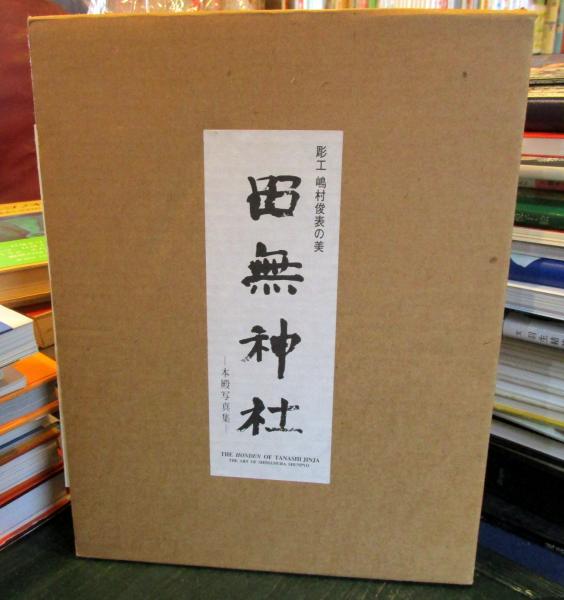 彫工 嶋村俊表の美
田無神社
―本殿写真集―
THE HONDEN OF TANASHI JINJA
THE ART OF SHIMAMURA SHUNPYO